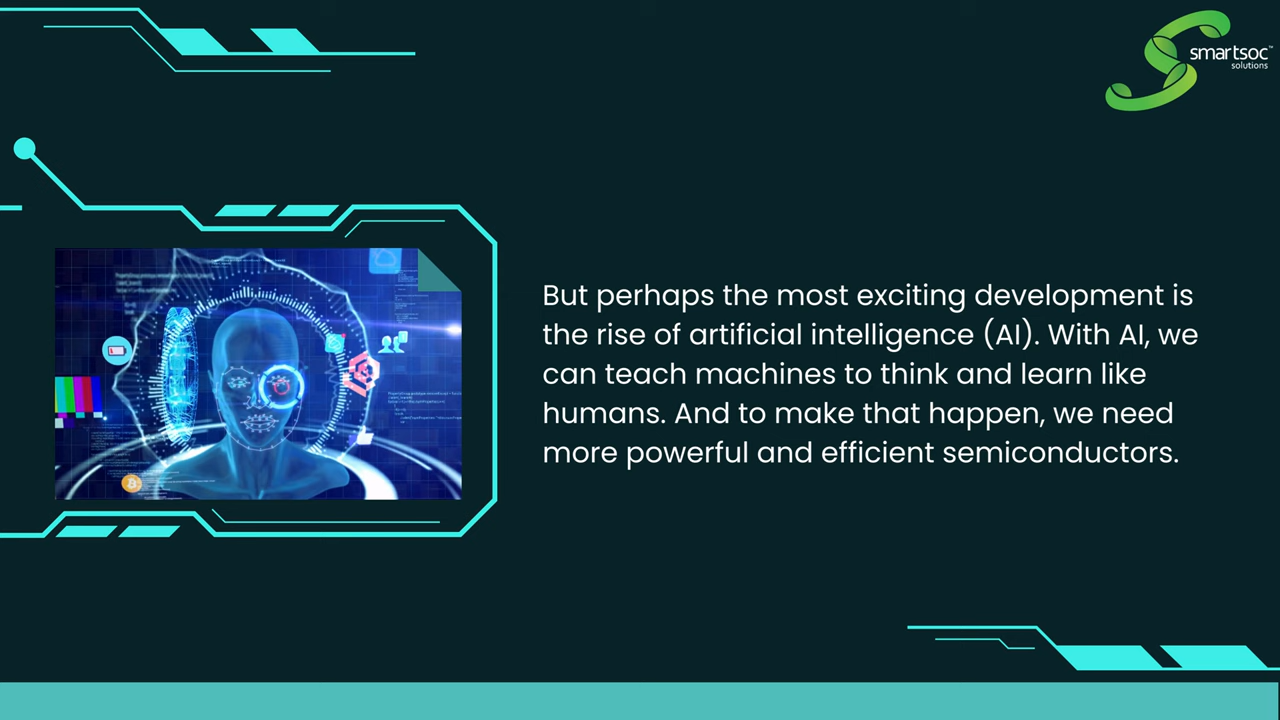 smartsoc™
solutions
But perhaps the most exciting development is
the rise of artificial intelligence (AI). With AI, we
can teach machines to think and learn like
humans. And to make that happen, we need
more powerful and efficient semiconductors.